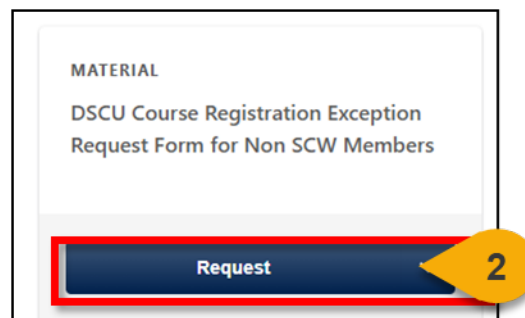 MATERIAL
DSCU Course Registration Exception
Request Form for Non SCW Members
Request
2